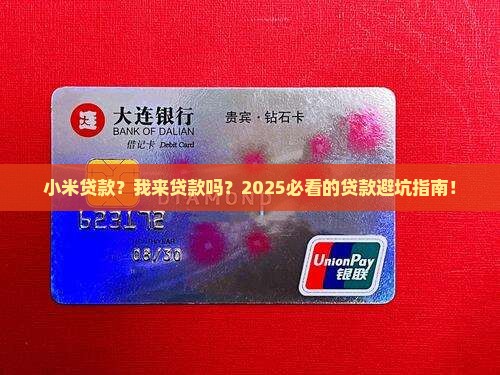 大连银行
BANK OF DALIAN
贵宾·钻石卡
借记卡 Debit Card
小米贷款？我来贷款吗？2025必看的贷款避坑指南！
DIAMOND
623172
08/30
UnionPay
银联